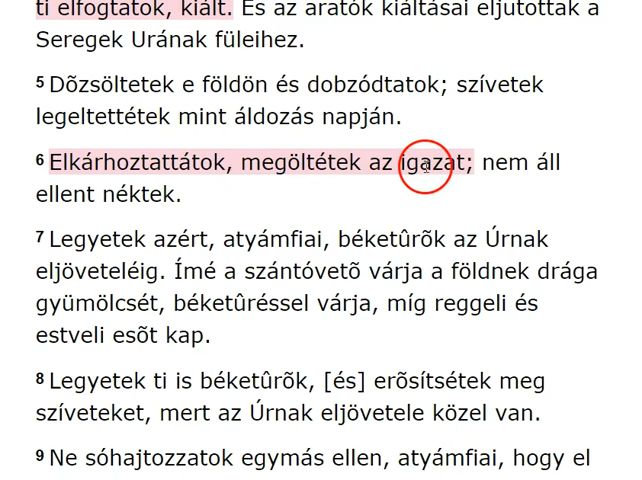 ti elfogtatok, kiált. És az aratók kiáltásai eljutottak a
Seregek Urának füleihez.
5 Dõzsöltetek e földön és dobzódtatok; szívetek
legeltettétek mint áldozás napján.
6 Elkárhoztattátok, megöltétek az igazat; nem áll
ellent néktek.
7 Legyetek azért, atyámfiai, béketûrõk az Úrnak
eljöveteléig. Ímé a szántóvetõ várja a földnek drága
gyümölcsét, béketûréssel várja, míg reggeli és
estveli esõt kap.
8 Legyetek ti is béketûrõk, [és] erõsítsétek meg
szíveteket, mert az Úrnak eljövetele közel van.
9 Ne sóhajtozzatok egymás ellen, atyámfiai, hogy el